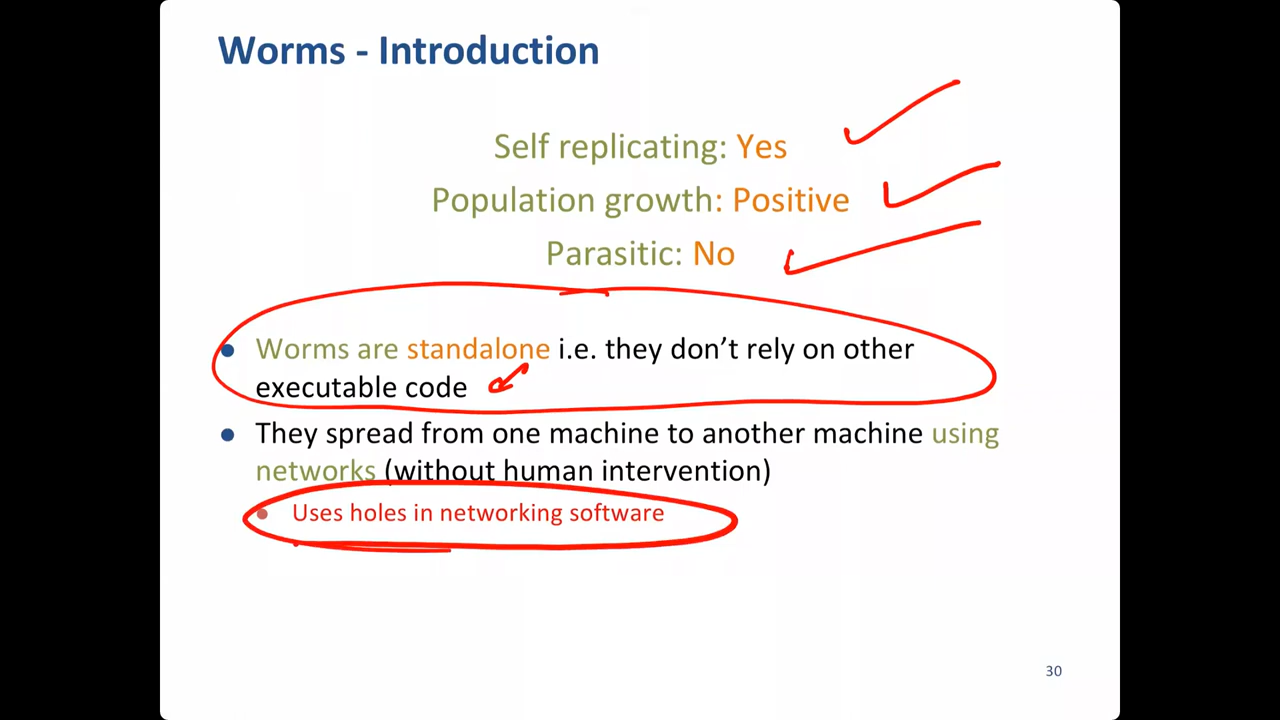 Worms - Introduction
Self replicating: Yes
Population growth: Positive
Parasitic: No
● Worms are standalone i.e. they don’t rely on other
executable code
● They spread from one machine to another machine using
networks (without human intervention)
● Uses holes in networking software
30